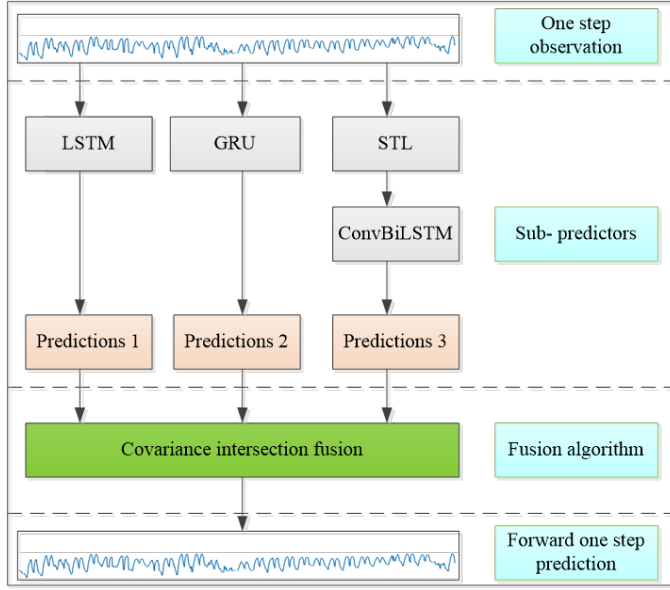 One step
observation
LSTM
GRU
STL
ConvBiLSTM
Sub- predictors
Predictions 1
Predictions 2
Predictions 3
Covariance intersection fusion
Fusion algorithm
Forward one step
prediction